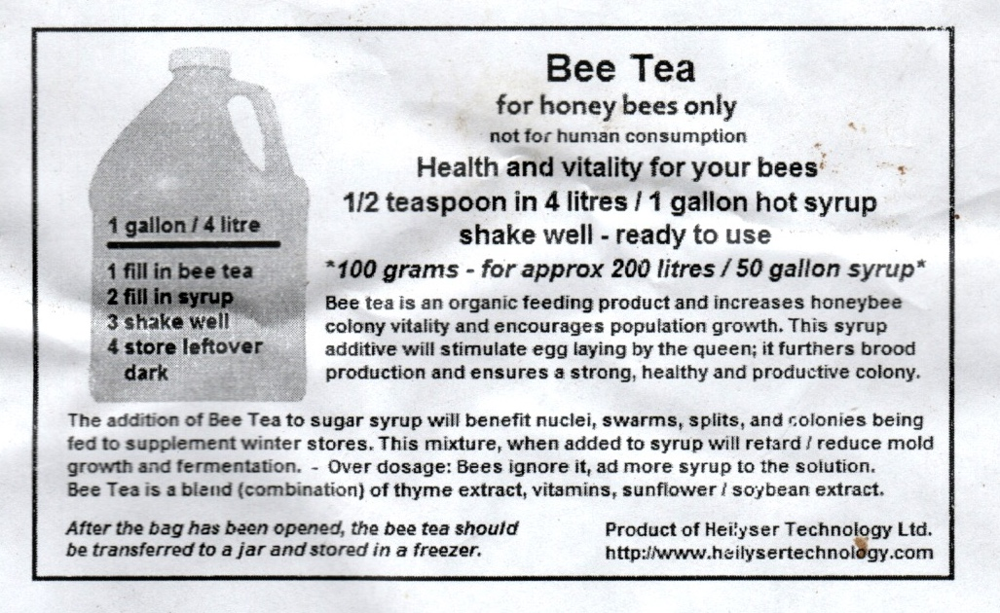 Bee Tea
for honey bees only
not for human consumption
Health and vitality for your bees
1/2 teaspoon in 4 litres / 1 gallon hot syrup
shake well - ready to use
*100 grams - for approx 200 litres / 50 gallon syrup*
1 gallon / 4 litre
1 fill in bee tea
2 fill in syrup
3 shake well
4 store leftover
dark
Bee tea is an organic feeding product and increases honeybee
colony vitality and encourages population growth. This syrup
additive will stimulate egg laying by the queen; it furthers brood
production and ensures a strong, healthy and productive colony.
The addition of Bee Tea to sugar syrup will benefit nuclei, swarms, splits, and colonies being
fed to supplement winter stores. This mixture, when added to syrup will retard / reduce mold
growth and fermentation. - Over dosage: Bees ignore it, ad more syrup to the solution.
Bee Tea is a blend (combination) of thyme extract, vitamins, sunflower / soybean extract.
After the bag has been opened, the bee tea should
be transferred to a jar and stored in a freezer.
Product of Heilyser Technology Ltd.
http://www.heilysertechnology.com